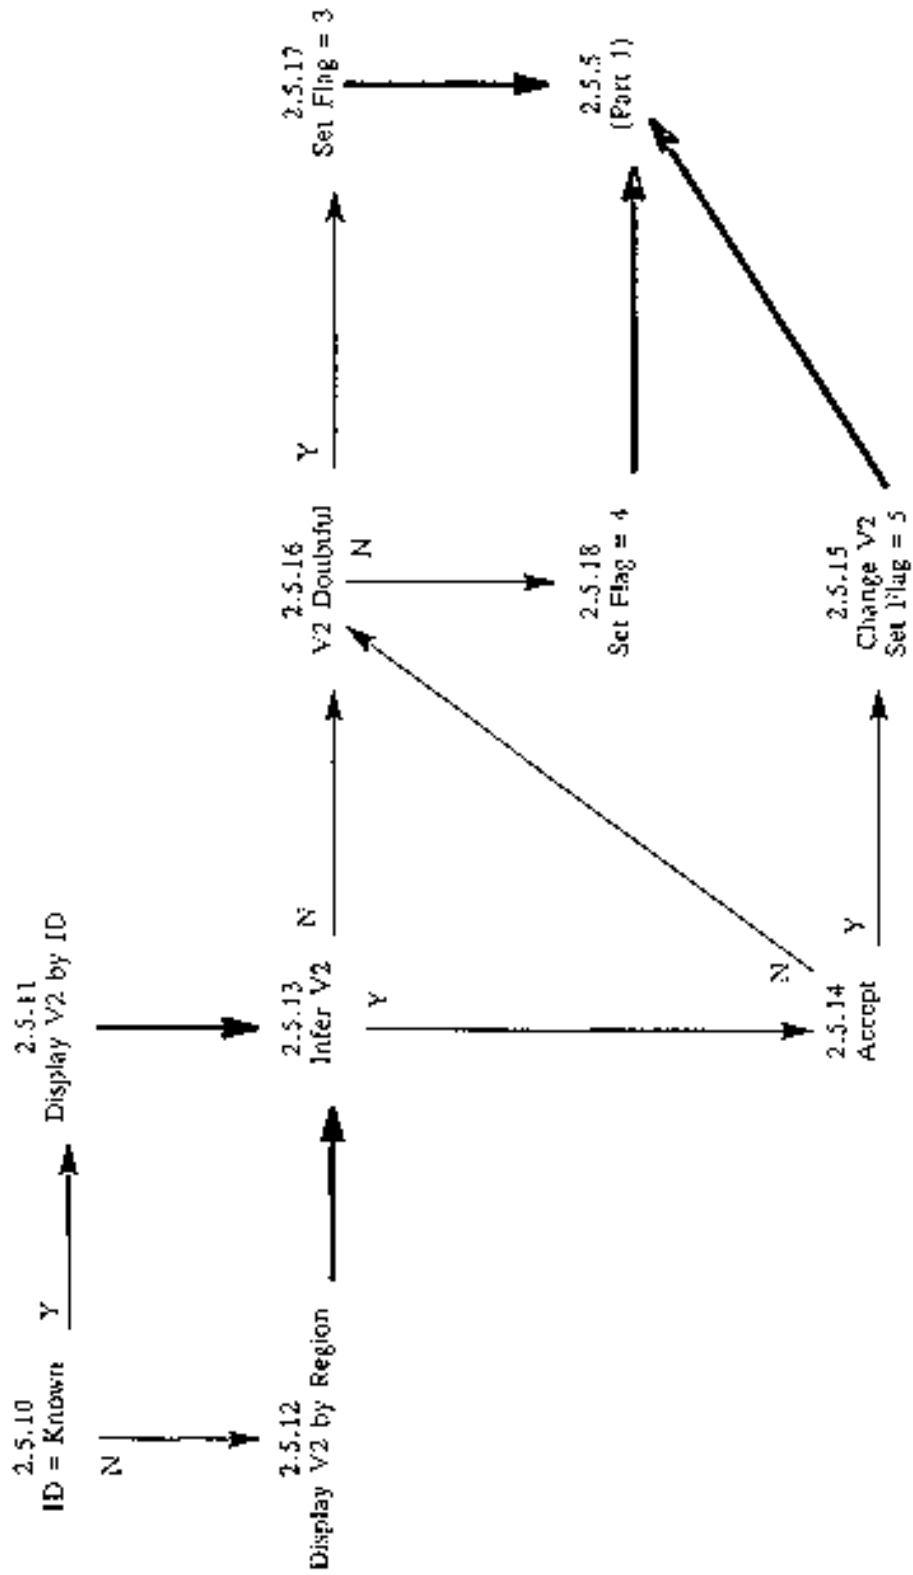 2.5.10
ID = Known
Y
N
2.5.11
Display V2 by ID
2.5.12
Display V2 by Region
2.5.13
Infer V2
N
Y
2.5.16
V2 Doubtful
Y
N
2.5.17
Set Flag = 3
2.5.18
Set Flag = 4
2.5.5
(Part 1)
2.5.14
Accept
N
Y
2.5.15
Change V2
Set Flag = 5